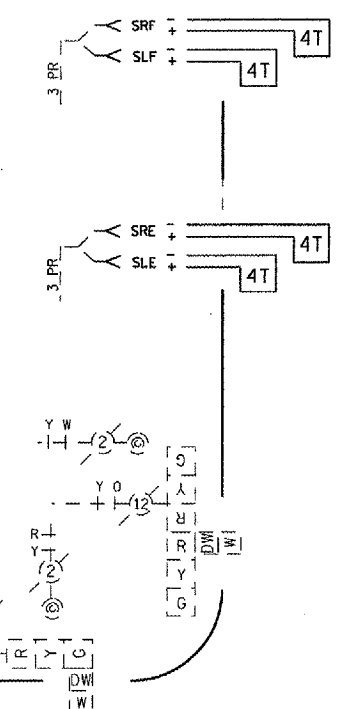 SRF - +
4T
SLF - +
4T
3 PR
SRE - +
4T
SLE - +
4T
3 PR
Y W
2 ©
Y O
12
G
Y
R
R DW W
Y
G
R
Y
2
©
R Y G
DW
W